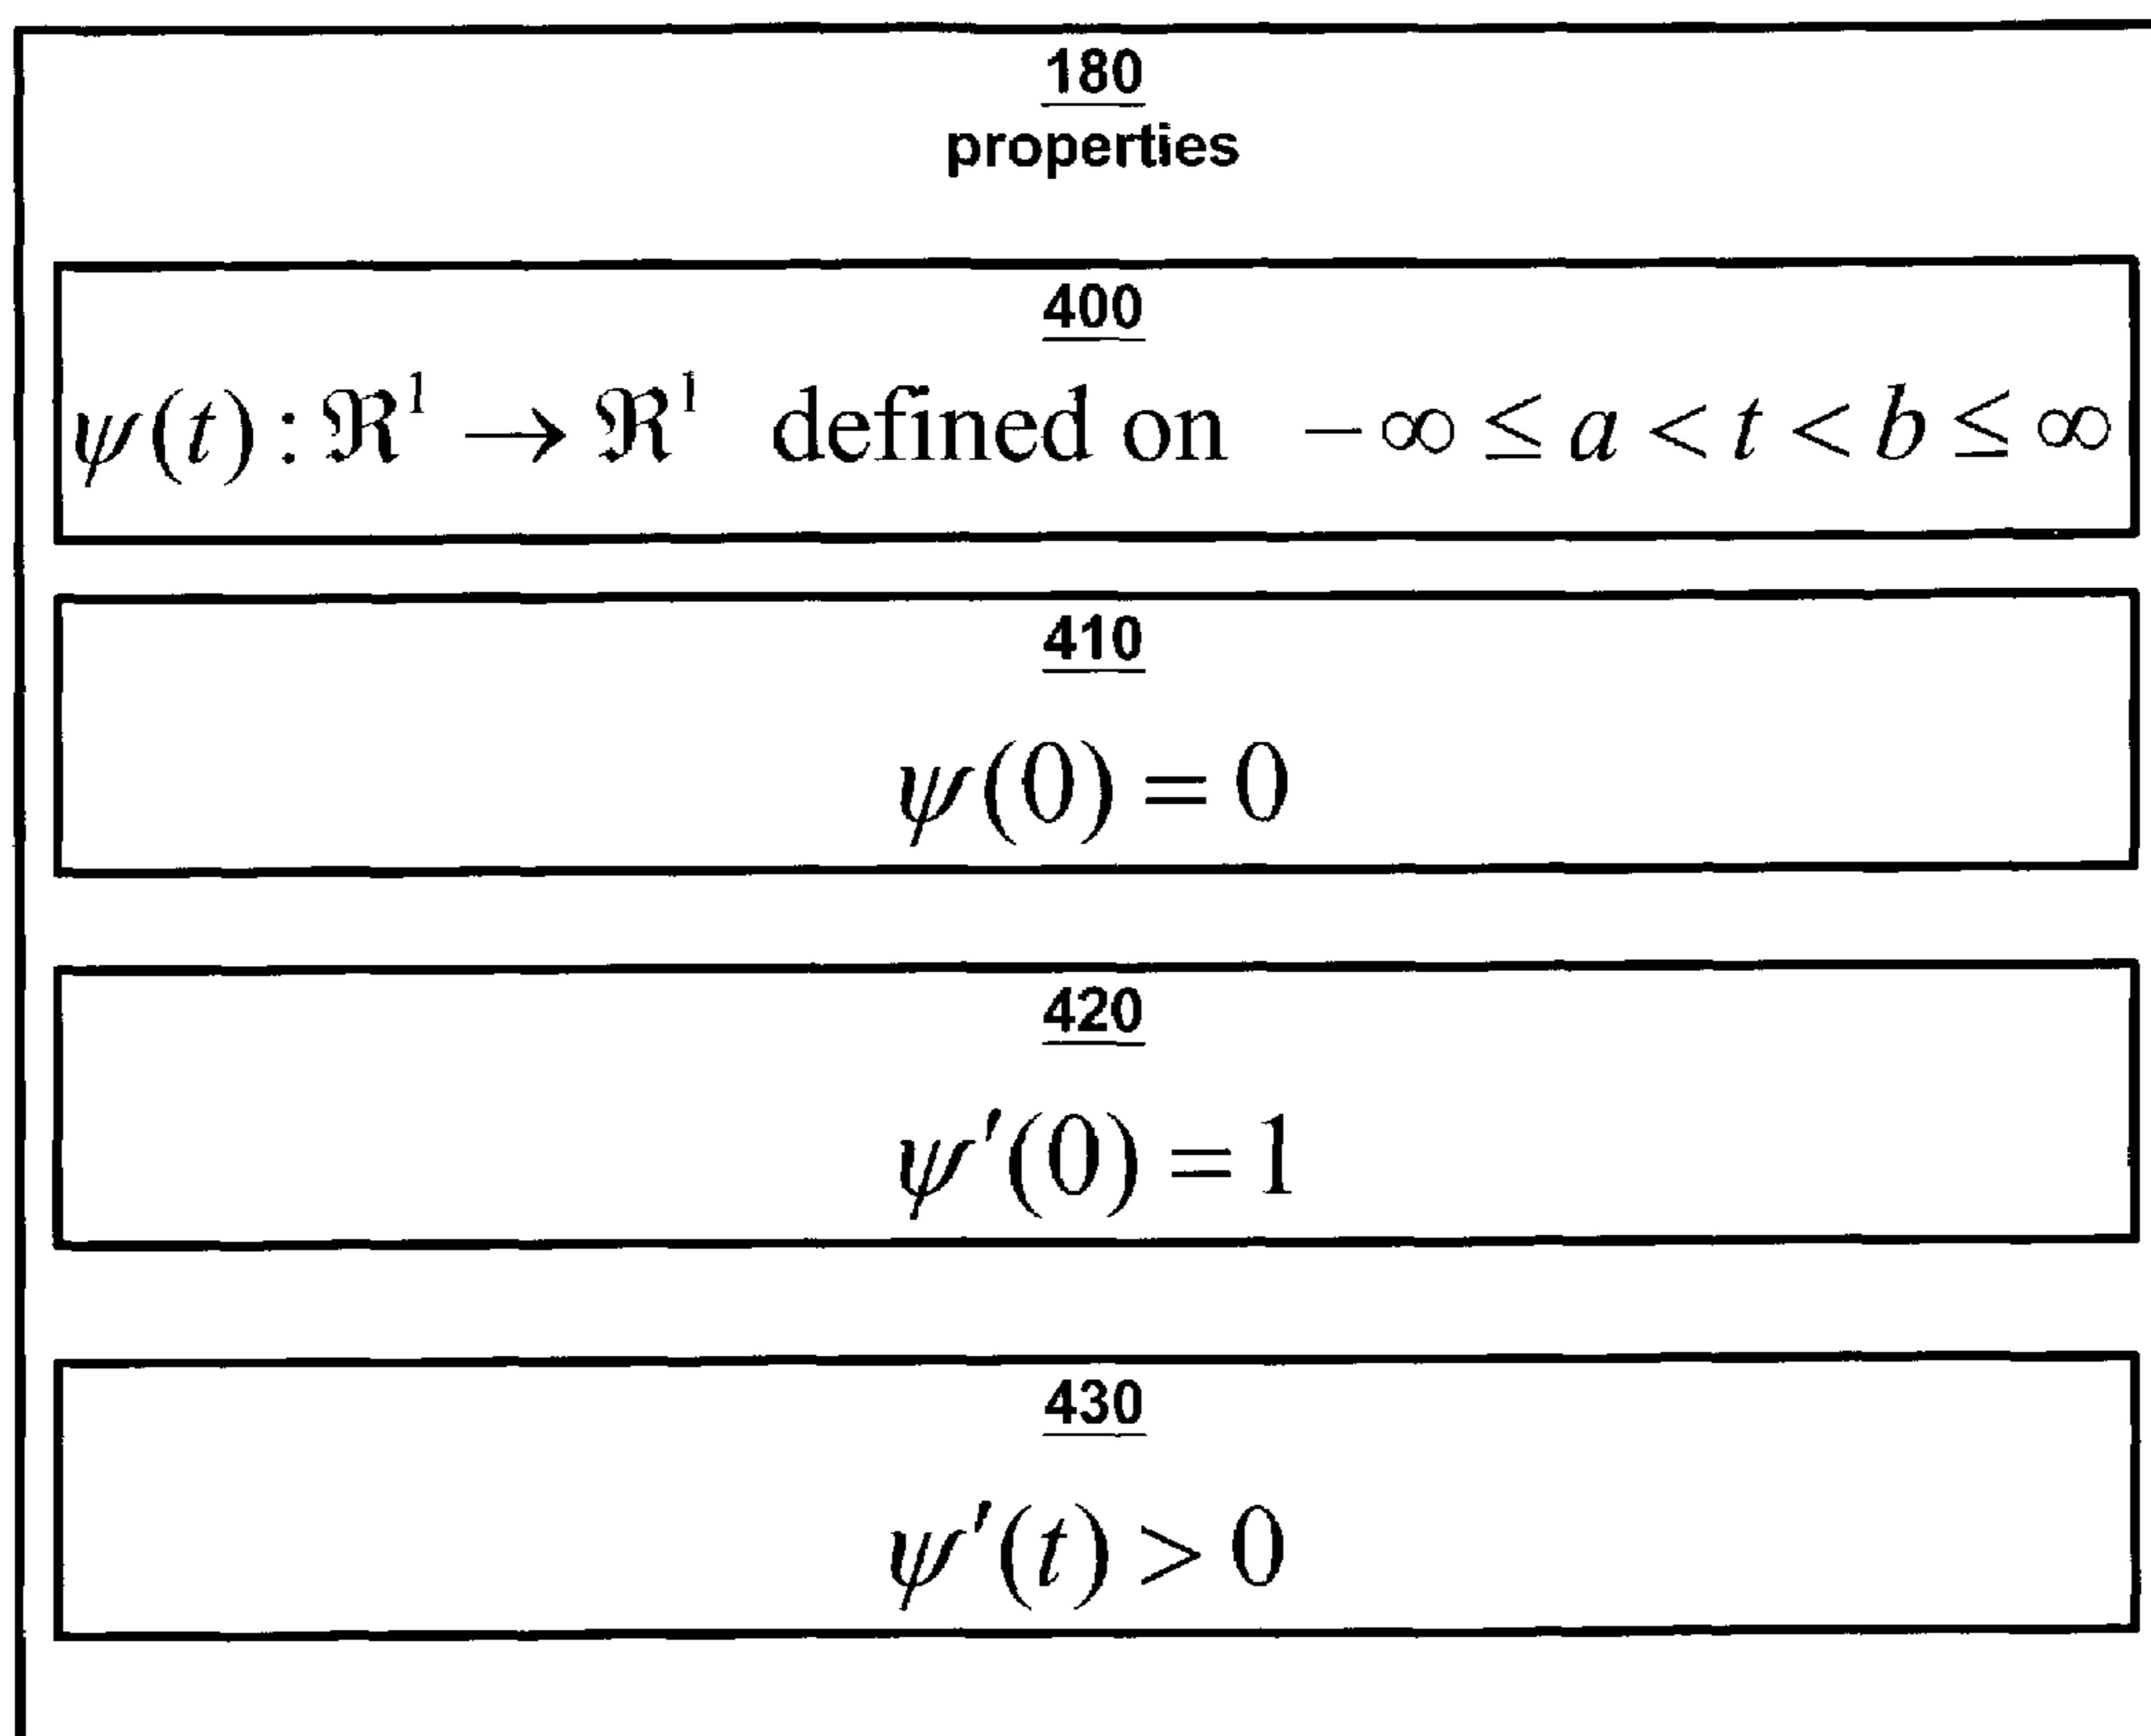 180
properties
400
ψ(t): ℜ¹ → ℜ¹ defined on −∞ ≤ a < t < b ≤ ∞
410
ψ(0) = 0
420
ψ′(0) = 1
430
ψ′(t) > 0